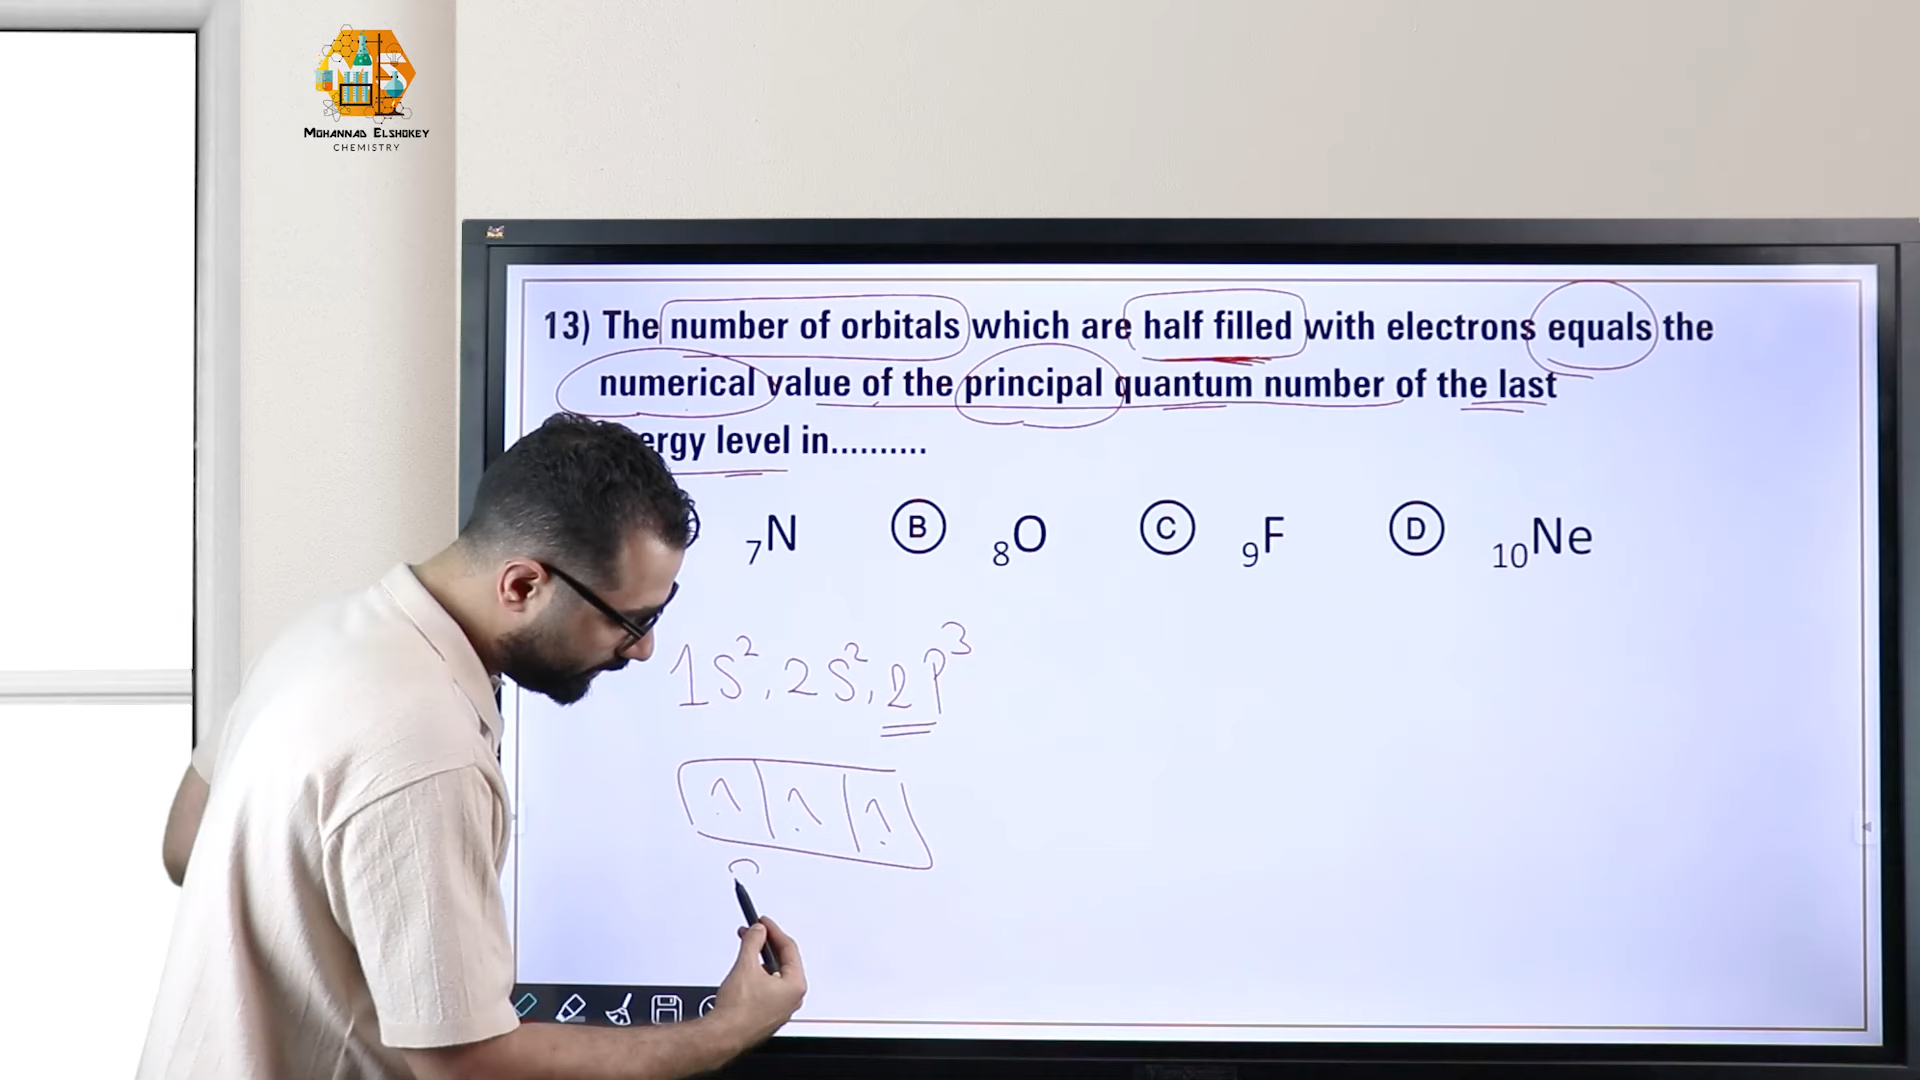 MOHANNAD ELSHOKEY
CHEMISTRY
13) The number of orbitals which are half filled with electrons equals the
numerical value of the principal quantum number of the last
ergy level in..........
7N B 8O C 9F D 10Ne
1S², 2S², 2P³